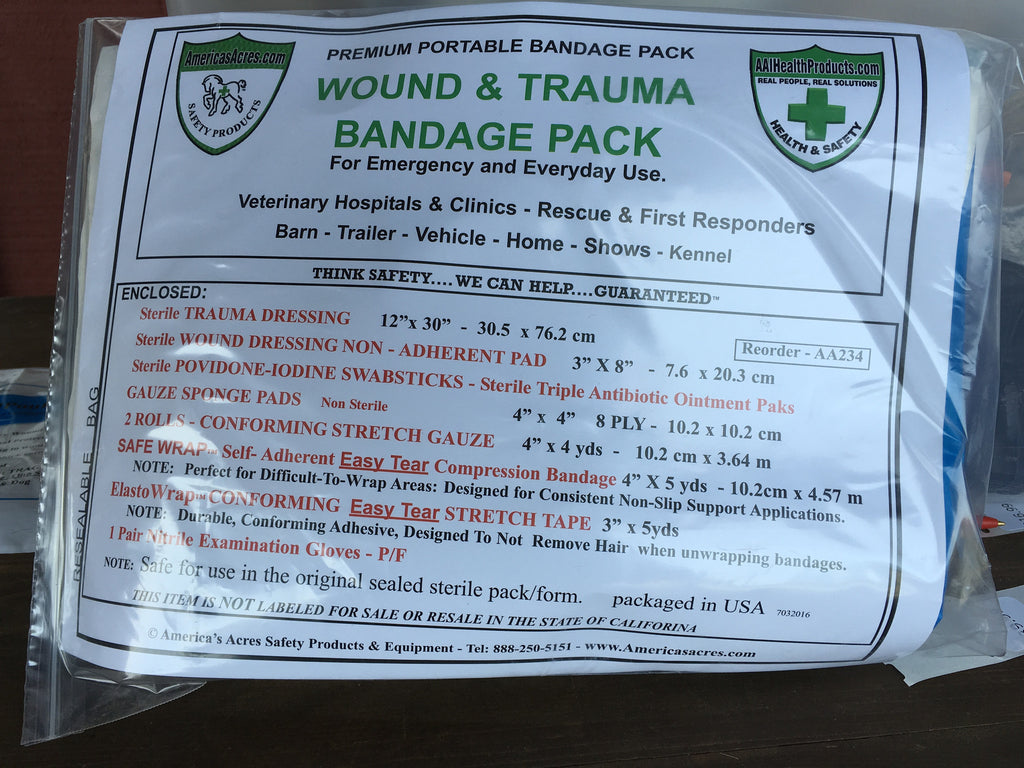 AmericasAcres.com
SAFETY PRODUCTS
PREMIUM PORTABLE BANDAGE PACK
WOUND & TRAUMA
BANDAGE PACK
For Emergency and Everyday Use.
AAIHealthProducts.com
REAL PEOPLE, REAL SOLUTIONS
HEALTH & SAFETY
Veterinary Hospitals & Clinics - Rescue & First Responders
Barn - Trailer - Vehicle - Home - Shows - Kennel
THINK SAFETY.... WE CAN HELP....GUARANTEED™
ENCLOSED:
Sterile TRAUMA DRESSING 12”x 30” - 30.5 x 76.2 cm
Sterile WOUND DRESSING NON - ADHERENT PAD 3” X 8” - 7.6 x 20.3 cm
Reorder - AA234
Sterile POVIDONE-IODINE SWABSTICKS - Sterile Triple Antibiotic Ointment Paks
GAUZE SPONGE PADS Non Sterile 4” x 4” 8 PLY - 10.2 x 10.2 cm
2 ROLLS - CONFORMING STRETCH GAUZE 4” x 4 yds - 10.2 cm x 3.64 m
SAFE WRAP™ Self- Adherent Easy Tear Compression Bandage 4” X 5 yds - 10.2cm x 4.57 m
NOTE: Perfect for Difficult-To-Wrap Areas: Designed for Consistent Non-Slip Support Applications.
ElastoWrap™ CONFORMING Easy Tear STRETCH TAPE 3” x 5yds
NOTE: Durable, Conforming Adhesive, Designed To Not Remove Hair when unwrapping bandages.
1 Pair Nitrile Examination Gloves - P/F
NOTE: Safe for use in the original sealed sterile pack/form. packaged in USA 7032016
THIS ITEM IS NOT LABELED FOR SALE OR RESALE IN THE STATE OF CALIFORINA
© America's Acres Safety Products & Equipment - Tel: 888-250-5151 - www.Americasacres.com
RESEALABLE BAG